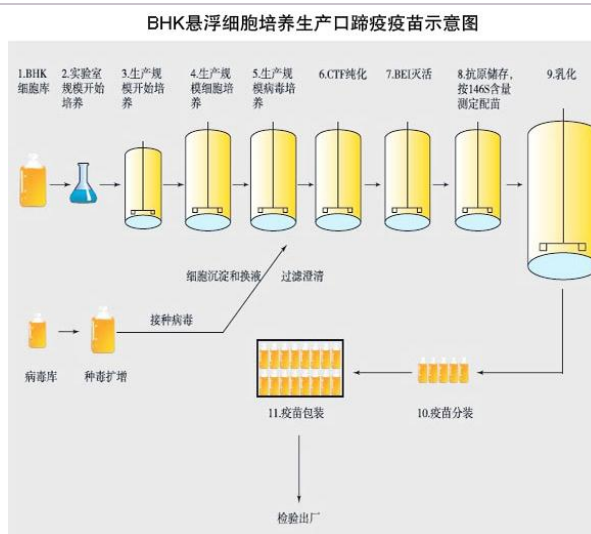 BHK悬浮细胞培养生产口蹄疫疫苗示意图
1.BHK
细胞库
2.实验室
规模开始
培养
3.生产规
模开始培
养
4.生产规
模细胞培
养
5.生产规
模病毒培
养
6.CTF纯化
7.BEI灭活
8.抗原储存，
按146S含量
测定配苗
9.乳化
细胞沉淀和换液
过滤澄清
接种病毒
病毒库
种毒扩增
11.疫苗包装
10.疫苗分装
检验出厂